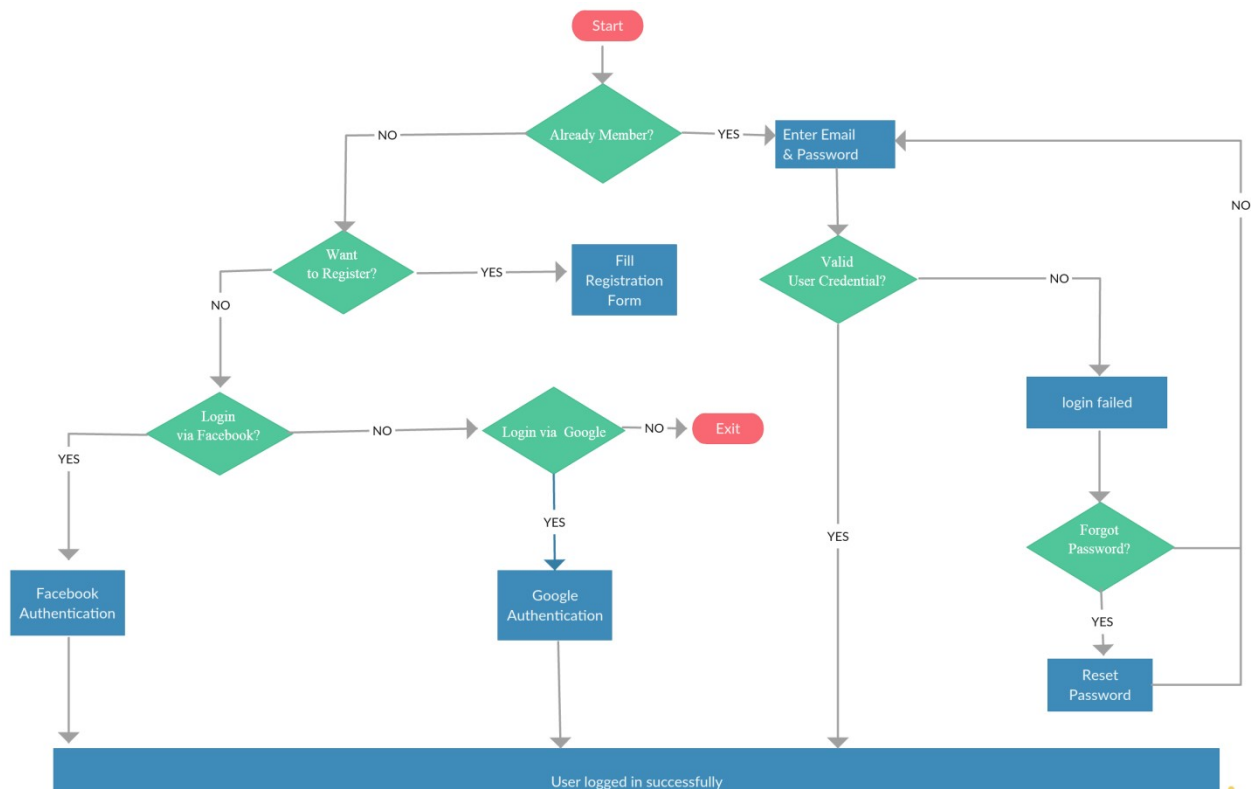 Start
Already Member?
NO
YES
Enter Email
& Password
NO
Want
to Register?
YES
Fill
Registration
Form
Valid
User Credential?
NO
NO
login failed
Login
via Facebook?
NO
Login via Google
NO
Exit
YES
YES
YES
Forgot
Password?
Facebook
Authentication
Google
Authentication
YES
Reset
Password
User logged in successfully